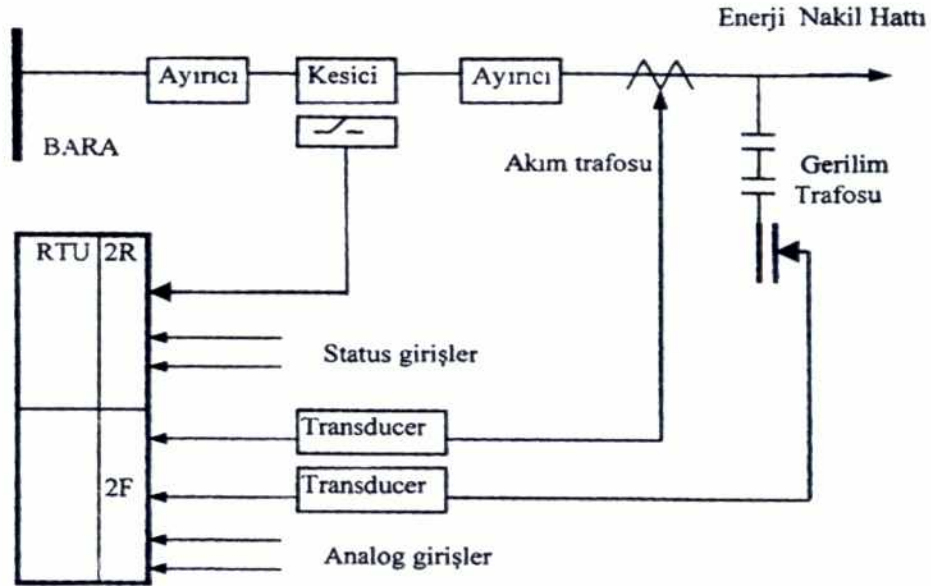 Enerji Nakil Hattı
Ayırıcı
Kesici
Ayırıcı
BARA
Akım trafosu
Gerilim
Trafosu
RTU
2R
Status girişler
Transducer
2F
Transducer
Analog girişler